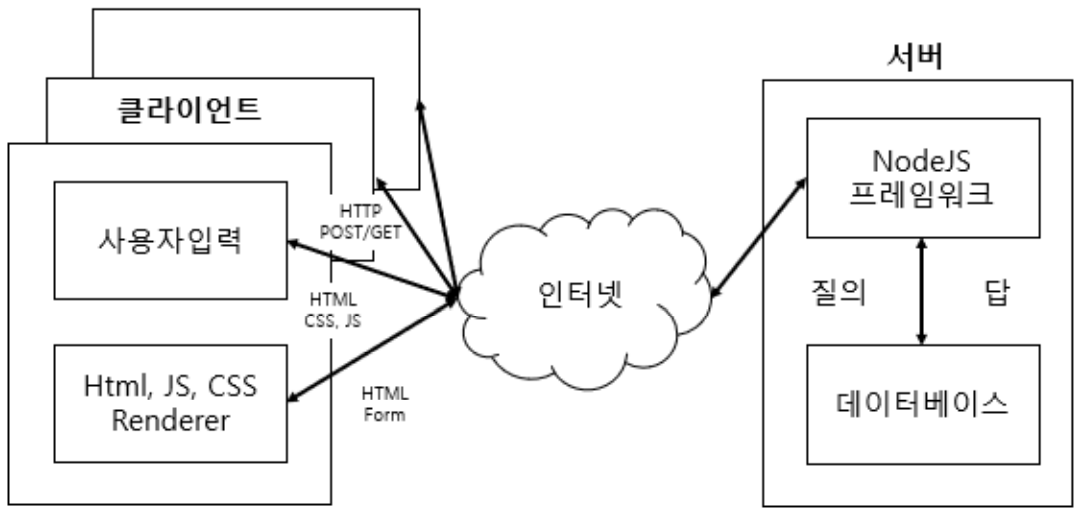 클라이언트
사용자입력
Html, JS, CSS
Renderer
HTTP
POST/GET
HTML
CSS, JS
HTML
Form
인터넷
서버
NodeJS
프레임워크
질의
답
데이터베이스